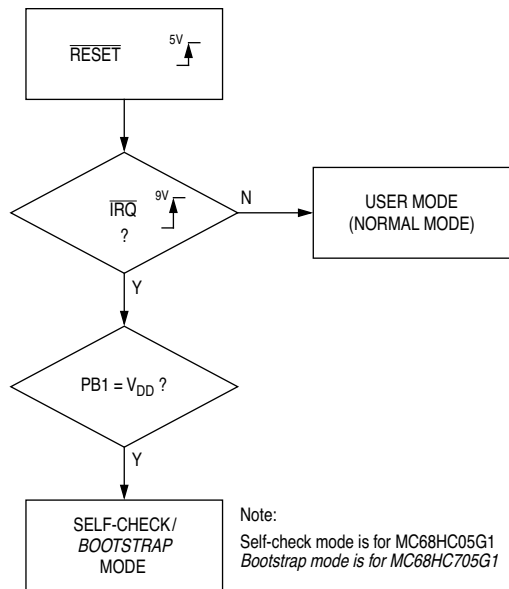 RESET
5V
IRQ
?
9V
N
USER MODE
(NORMAL MODE)
Y
PB1 = VDD ?
Y
SELF-CHECK/
BOOTSTRAP
MODE
Note:
Self-check mode is for MC68HC05G1
Bootstrap mode is for MC68HC705G1